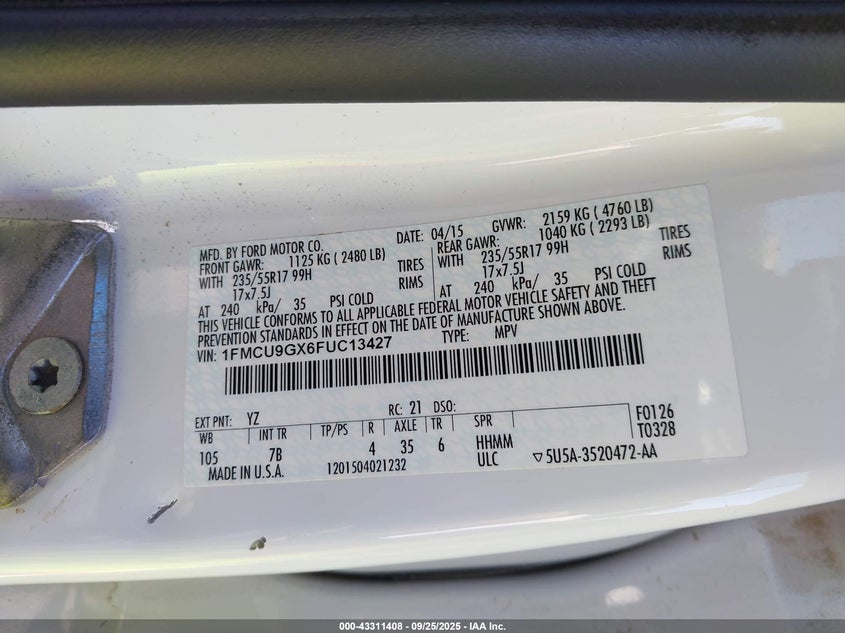 MFD. BY FORD MOTOR CO. DATE: 04/15 GVWR: 2159 KG ( 4760 LB)
FRONT GAWR: 1125 KG ( 2480 LB) REAR GAWR: 1040 KG ( 2293 LB)
WITH 235/55R17 99H TIRES WITH 235/55R17 99H TIRES
17x7.5J RIMS 17x7.5J RIMS
AT 240 kPa/ 35 PSI COLD AT 240 kPa/ 35 PSI COLD
THIS VEHICLE CONFORMS TO ALL APPLICABLE FEDERAL MOTOR VEHICLE SAFETY AND THEFT
PREVENTION STANDARDS IN EFFECT ON THE DATE OF MANUFACTURE SHOWN ABOVE.
VIN: 1FMCU9GX6FUC13427 TYPE: MPV
EXT PNT: YZ RC: 21 DSO: F0126
WB INT TR TP/PS R AXLE TR SPR T0328
105 7B 4 35 6 HHMM
MADE IN U.S.A. 1201504021232 ULC ▽5U5A-3520472-AA
000-43311408 - 09/25/2025 - IAA Inc.